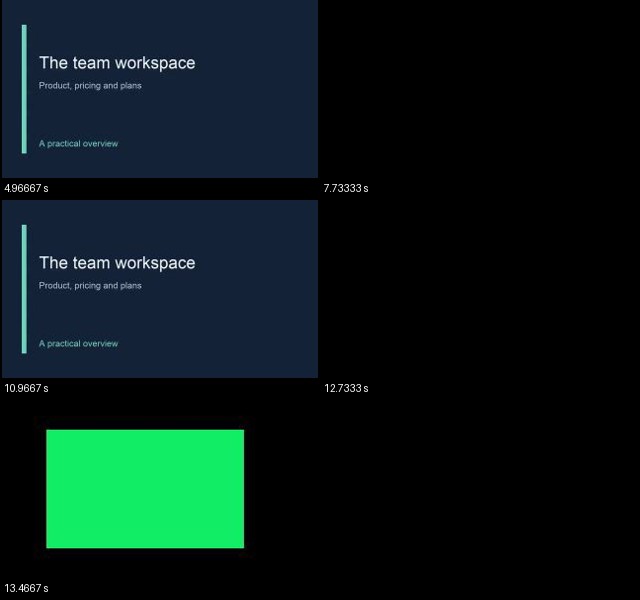 The team workspace
Product, pricing and plans
A practical overview
4.96667 s
7.73333 s
The team workspace
Product, pricing and plans
A practical overview
10.9667 s
12.7333 s
13.4667 s